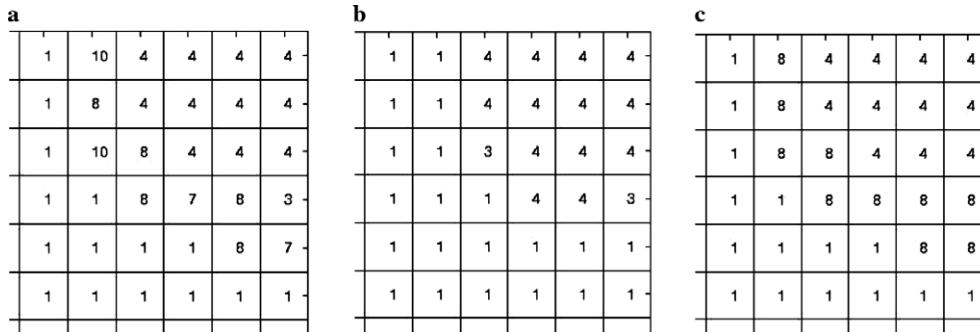 a b c
1 10 4 4 4 4 1 1 4 4 4 4 1 8 4 4 4 4
1 8 4 4 4 4 1 1 4 4 4 4 1 8 4 4 4 4
1 10 8 4 4 4 1 1 3 4 4 4 1 8 8 4 4 4
1 1 8 7 8 3 1 1 1 4 4 3 1 1 8 8 8 8
1 1 1 1 8 7 1 1 1 1 1 1 1 1 1 1 8 8
1 1 1 1 1 1 1 1 1 1 1 1 1 1 1 1 1 1